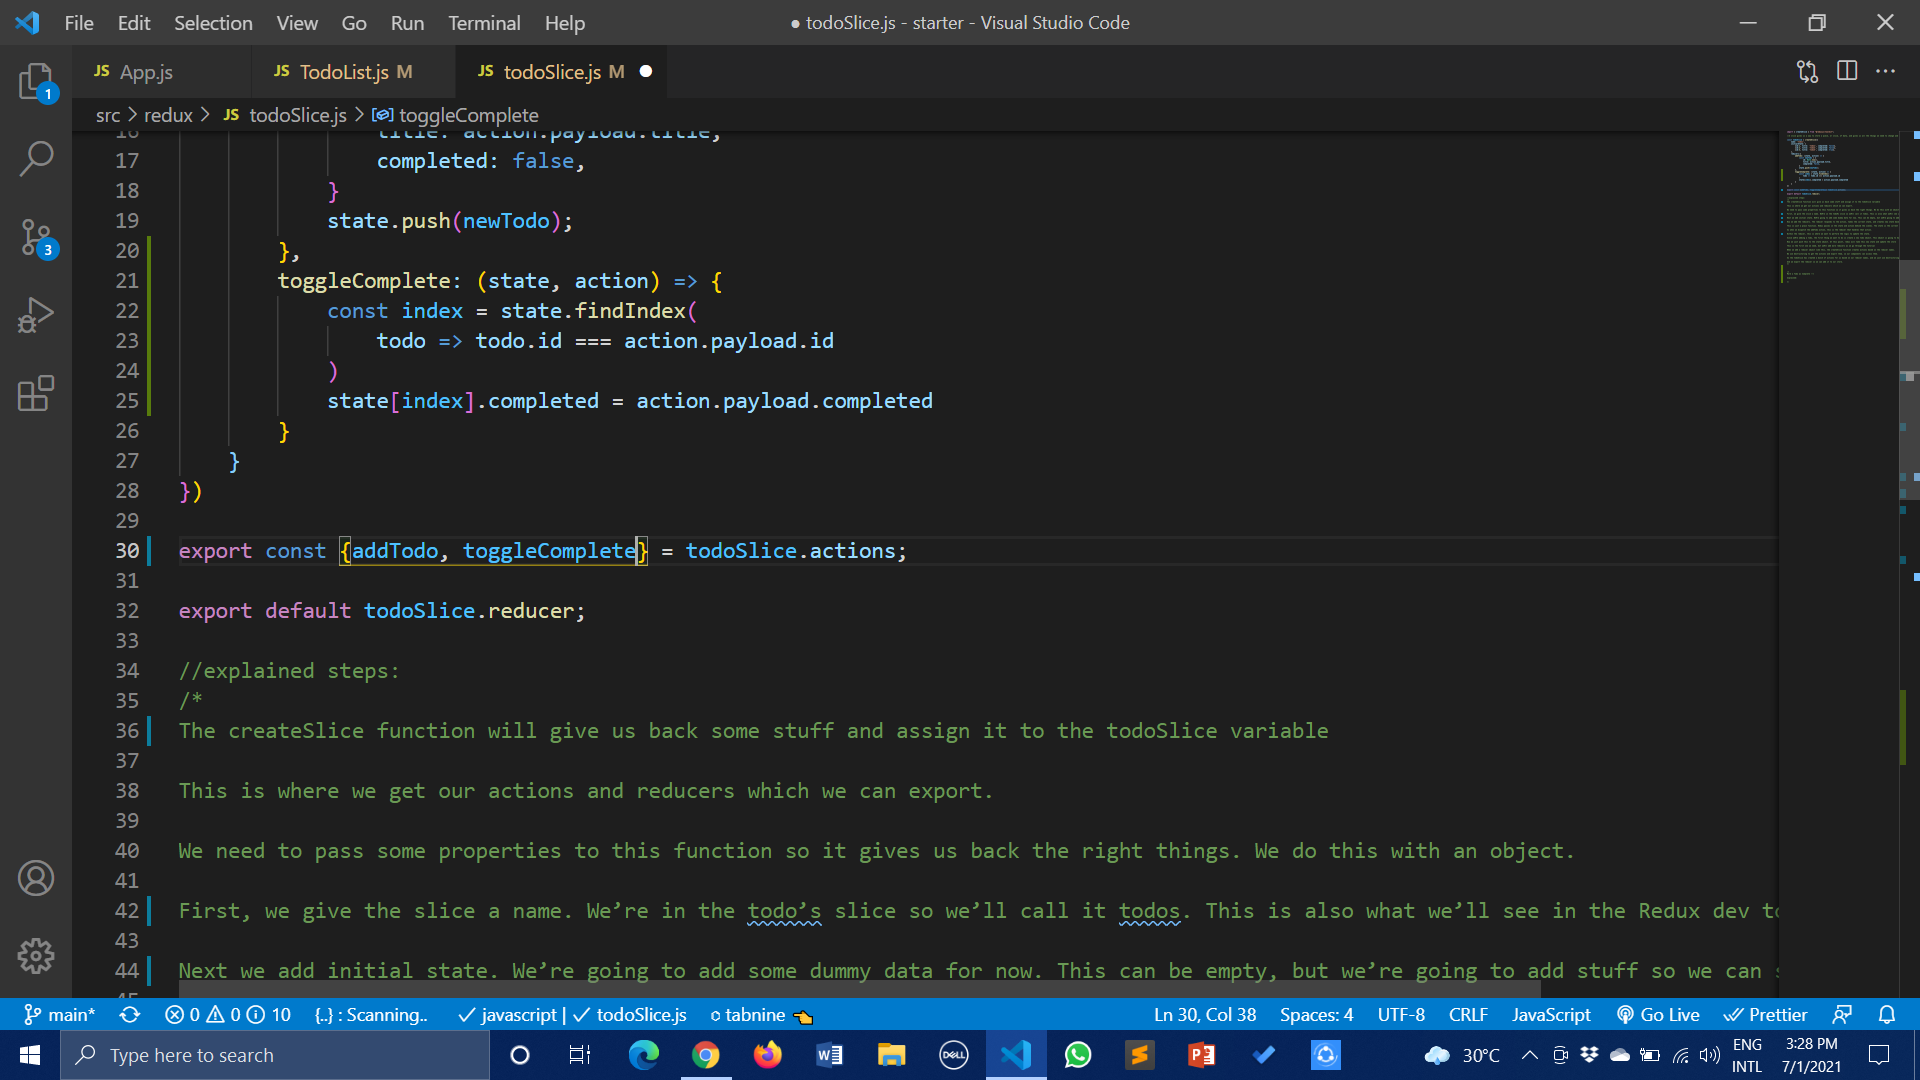 File Edit Selection View Go Run Terminal Help
● todoSlice.js - starter - Visual Studio Code
1
JS App.js
JS TodoList.js M
JS todoSlice.js M
src > redux > JS todoSlice.js > toggleComplete
16 title: action.payload.title,
17 completed: false,
18 }
19 state.push(newTodo);
20 },
21 toggleComplete: (state, action) => {
22 const index = state.findIndex(
23 todo => todo.id === action.payload.id
24 )
25 state[index].completed = action.payload.completed
26 }
27 }
28 })
29
30 export const {addTodo, toggleComplete} = todoSlice.actions;
31
32 export default todoSlice.reducer;
33
34 //explained steps:
35 /*
36 The createSlice function will give us back some stuff and assign it to the todoSlice variable
37
38 This is where we get our actions and reducers which we can export.
39
40 We need to pass some properties to this function so it gives us back the right things. We do this with an object.
41
42 First, we give the slice a name. We’re in the todo’s slice so we’ll call it todos. This is also what we’ll see in the Redux dev
43
44 Next we add initial state. We’re going to add some dummy data for now. This can be empty, but we’re going to add stuff so we can
45
3
main* 0 0 10 {..} : Scanning.. ✓ javascript | ✓ todoSlice.js tabnine 👈
Ln 30, Col 38 Spaces: 4 UTF-8 CRLF JavaScript Go Live Prettier
Type here to search
DELL
30°C
ENG
INTL
3:28 PM
7/1/2021